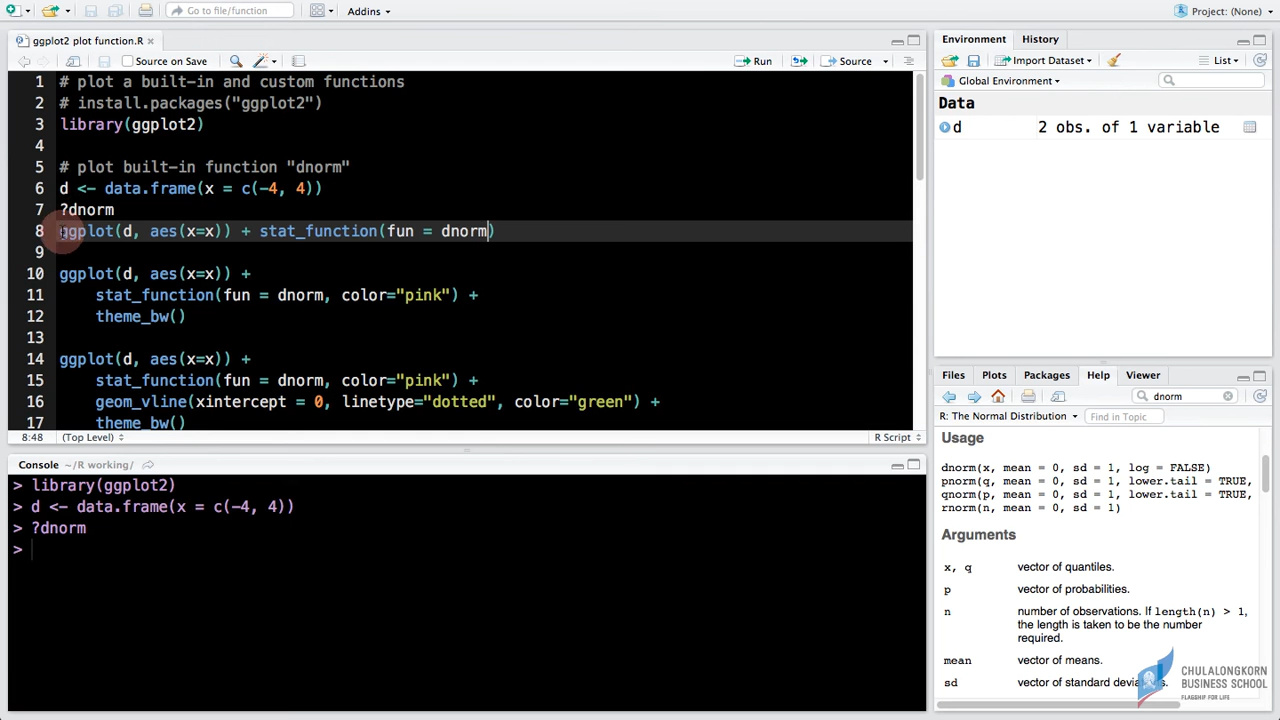 Go to file/function
Addins
Project: (None)
ggplot2 plot function.R
Source on Save
Run
Source
1 # plot a built-in and custom functions
2 # install.packages("ggplot2")
3 library(ggplot2)
4
5 # plot built-in function "dnorm"
6 d <- data.frame(x = c(-4, 4))
7 ?dnorm
8 ggplot(d, aes(x=x)) + stat_function(fun = dnorm)
9
10 ggplot(d, aes(x=x)) +
11 stat_function(fun = dnorm, color="pink") +
12 theme_bw()
13
14 ggplot(d, aes(x=x)) +
15 stat_function(fun = dnorm, color="pink") +
16 geom_vline(xintercept = 0, linetype="dotted", color="green") +
17 theme_bw()
8:48 (Top Level) R Script
Console ~/R working/
> library(ggplot2)
> d <- data.frame(x = c(-4, 4))
> ?dnorm
>
Environment History
Import Dataset List
Global Environment
Data
d 2 obs. of 1 variable
Files Plots Packages Help Viewer
dnorm
R: The Normal Distribution Find in Topic
Usage
dnorm(x, mean = 0, sd = 1, log = FALSE)
pnorm(q, mean = 0, sd = 1, lower.tail = TRUE,
qnorm(p, mean = 0, sd = 1, lower.tail = TRUE,
rnorm(n, mean = 0, sd = 1)
Arguments
x, q vector of quantiles.
p vector of probabilities.
n number of observations. If length(n) > 1,
the length is taken to be the number
required.
mean vector of means.
sd vector of standard
CHULALONGKORN
BUSINESS SCHOOL
FLAGSHIP FOR LIFE